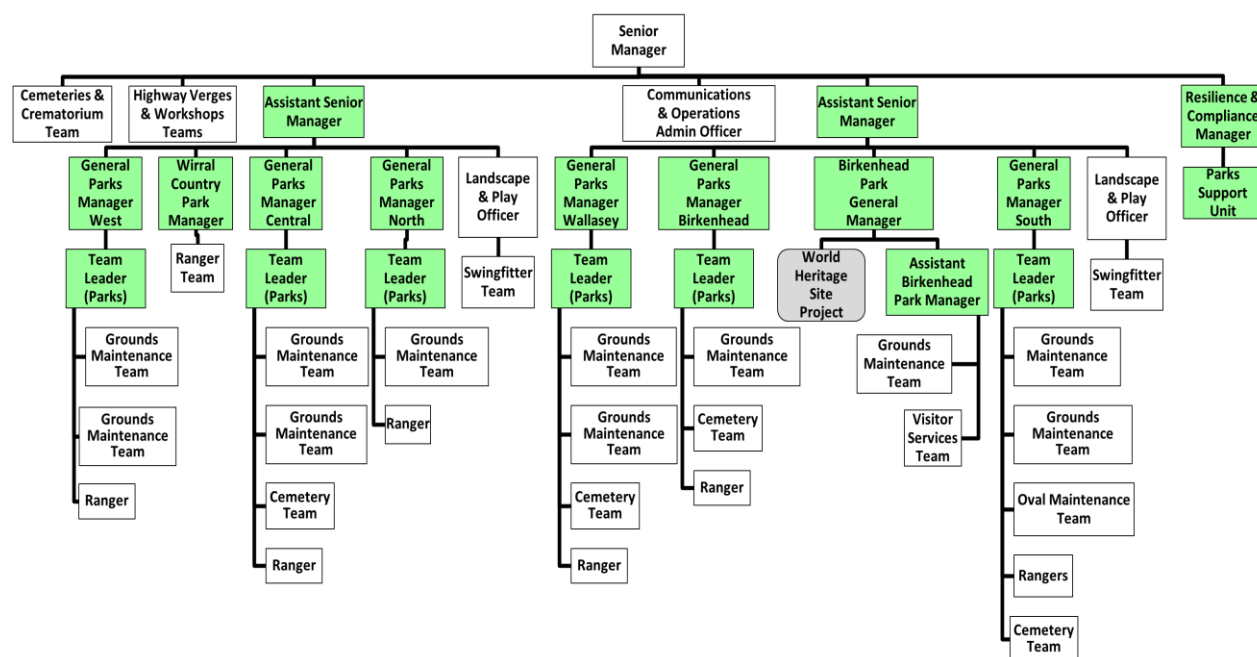 Senior
Manager
Cemeteries &
Crematorium
Team
Highway Verges
& Workshops
Teams
Assistant Senior
Manager
Communications
& Operations
Admin Officer
Assistant Senior
Manager
Resilience &
Compliance
Manager
General
Parks
Manager
West
Wirral
Country
Park
Manager
General
Parks
Manager
Central
General
Parks
Manager
North
Landscape
& Play
Officer
General
Parks
Manager
Wallasey
General
Parks
Manager
Birkenhead
Birkenhead
Park
General
Manager
General
Parks
Manager
South
Landscape
& Play
Officer
Parks
Support
Unit
Team
Leader
(Parks)
Ranger
Team
Team
Leader
(Parks)
Team
Leader
(Parks)
Swingfitter
Team
Team
Leader
(Parks)
Team
Leader
(Parks)
World
Heritage
Site
Project
Assistant
Birkenhead
Park Manager
Team
Leader
(Parks)
Swingfitter
Team
Grounds
Maintenance
Team
Grounds
Maintenance
Team
Ranger
Grounds
Maintenance
Team
Grounds
Maintenance
Team
Cemetery
Team
Ranger
Grounds
Maintenance
Team
Ranger
Grounds
Maintenance
Team
Grounds
Maintenance
Team
Cemetery
Team
Ranger
Grounds
Maintenance
Team
Cemetery
Team
Ranger
Grounds
Maintenance
Team
Visitor
Services
Team
Grounds
Maintenance
Team
Grounds
Maintenance
Team
Oval Maintenance
Team
Rangers
Cemetery
Team